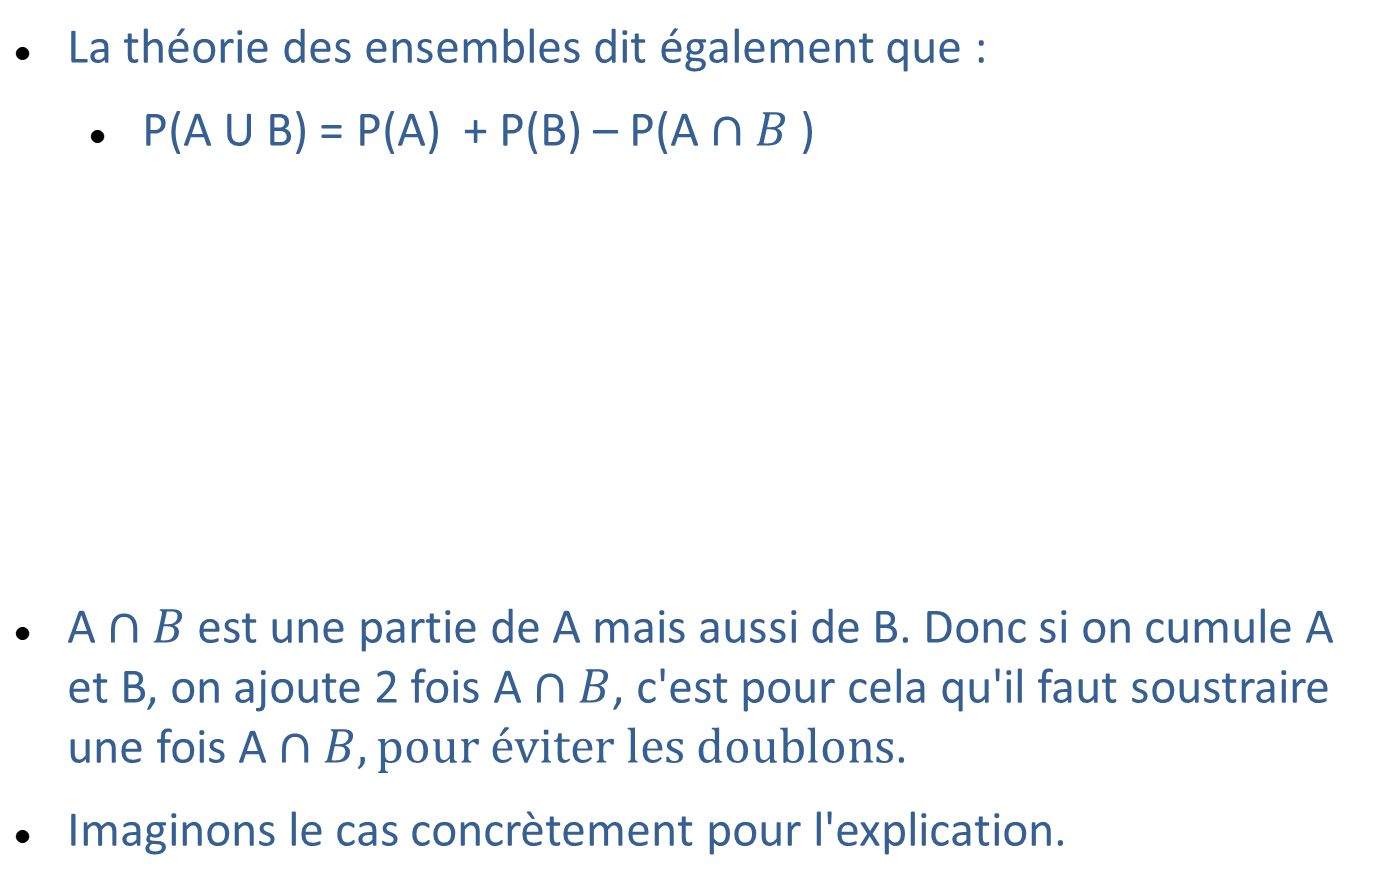 • La théorie des ensembles dit également que :
• P(A U B) = P(A) + P(B) – P(A ∩ B )
• A ∩ B est une partie de A mais aussi de B. Donc si on cumule A
et B, on ajoute 2 fois A ∩ B, c'est pour cela qu'il faut soustraire
une fois A ∩ B, pour éviter les doublons.
• Imaginons le cas concrètement pour l'explication.